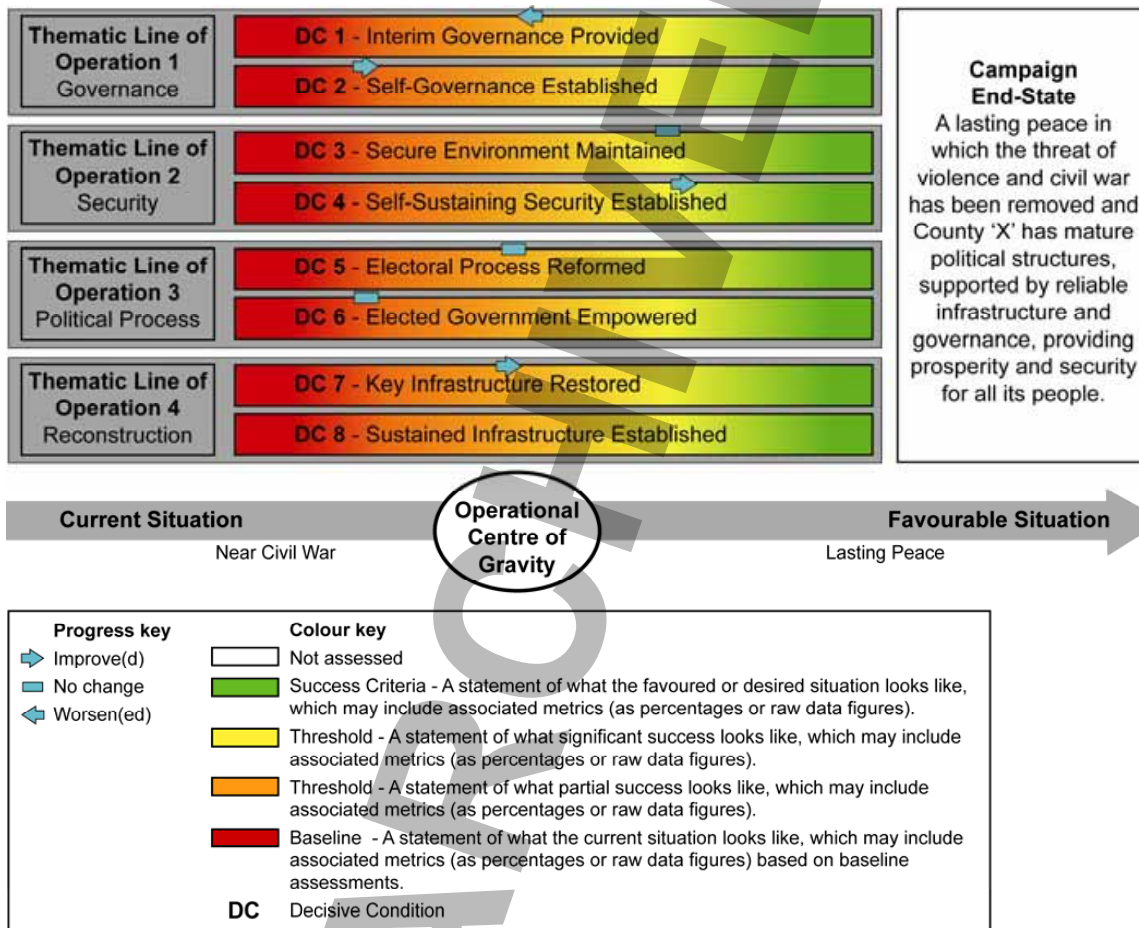 Thematic Line of
Operation 1
Governance
DC 1 - Interim Governance Provided
DC 2 - Self-Governance Established
Thematic Line of
Operation 2
Security
DC 3 - Secure Environment Maintained
DC 4 - Self-Sustaining Security Established
Thematic Line of
Operation 3
Political Process
DC 5 - Electoral Process Reformed
DC 6 - Elected Government Empowered
Thematic Line of
Operation 4
Reconstruction
DC 7 - Key Infrastructure Restored
DC 8 - Sustained Infrastructure Established
Campaign
End-State
A lasting peace in
which the threat of
violence and civil war
has been removed and
County ‘X’ has mature
political structures,
supported by reliable
infrastructure and
governance, providing
prosperity and security
for all its people.
Current Situation
Near Civil War
Operational
Centre of
Gravity
Favourable Situation
Lasting Peace
Progress key
Improve(d)
No change
Worsen(ed)
Colour key
Not assessed
Success Criteria - A statement of what the favoured or desired situation looks like,
which may include associated metrics (as percentages or raw data figures).
Threshold - A statement of what significant success looks like, which may include
associated metrics (as percentages or raw data figures).
Threshold - A statement of what partial success looks like, which may include
associated metrics (as percentages or raw data figures).
Baseline - A statement of what the current situation looks like, which may include
associated metrics (as percentages or raw data figures) based on baseline
assessments.
DC Decisive Condition